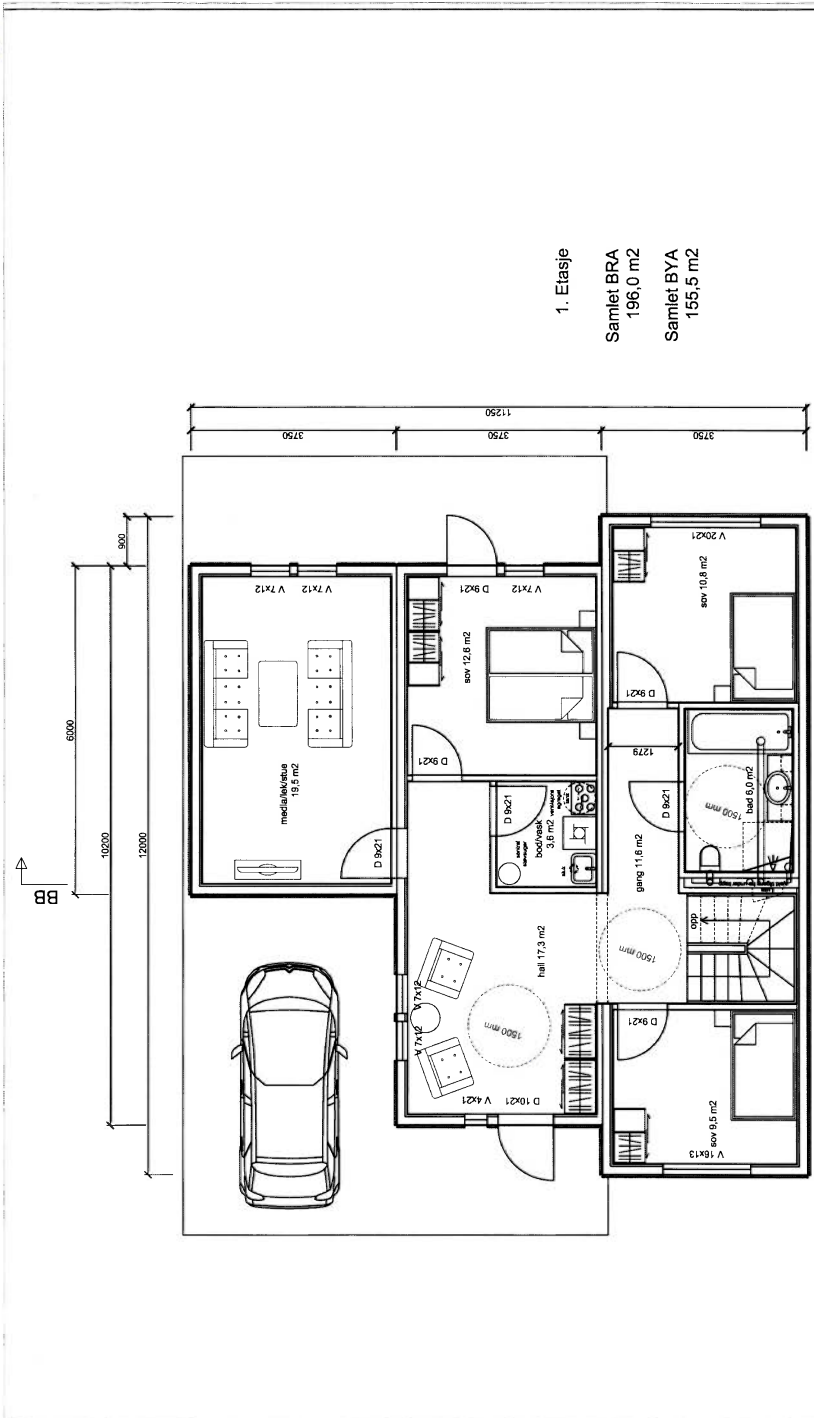 BB
12000
10200
6000
900
3750
3750
3750
11250
media/lek/stue
19,5 m2
V 7x12
V 7x12
D 9x21
sov 12,6 m2
D 9x21
V 7x12
D 9x21
bod/vask
3,6 m2
D 9x21
hall 17,3 m2
V 7x12
V 7x12
V 4x21
D 10x21
1500 mm
gang 11,6 m2
1279
1500 mm
opp
bad 6,0 m2
D 9x21
1500 mm
sov 10,8 m2
D 9x21
V 20x21
sov 9,5 m2
D 9x21
V 16x13
1. Etasje
Samlet BRA
196,0 m2
Samlet BYA
155,5 m2